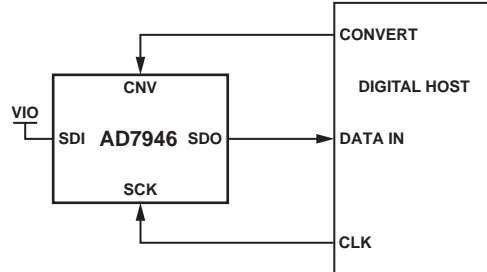 CONVERT
CNV
DIGITAL HOST
VIO
SDI AD7946 SDO
DATA IN
SCK
CLK